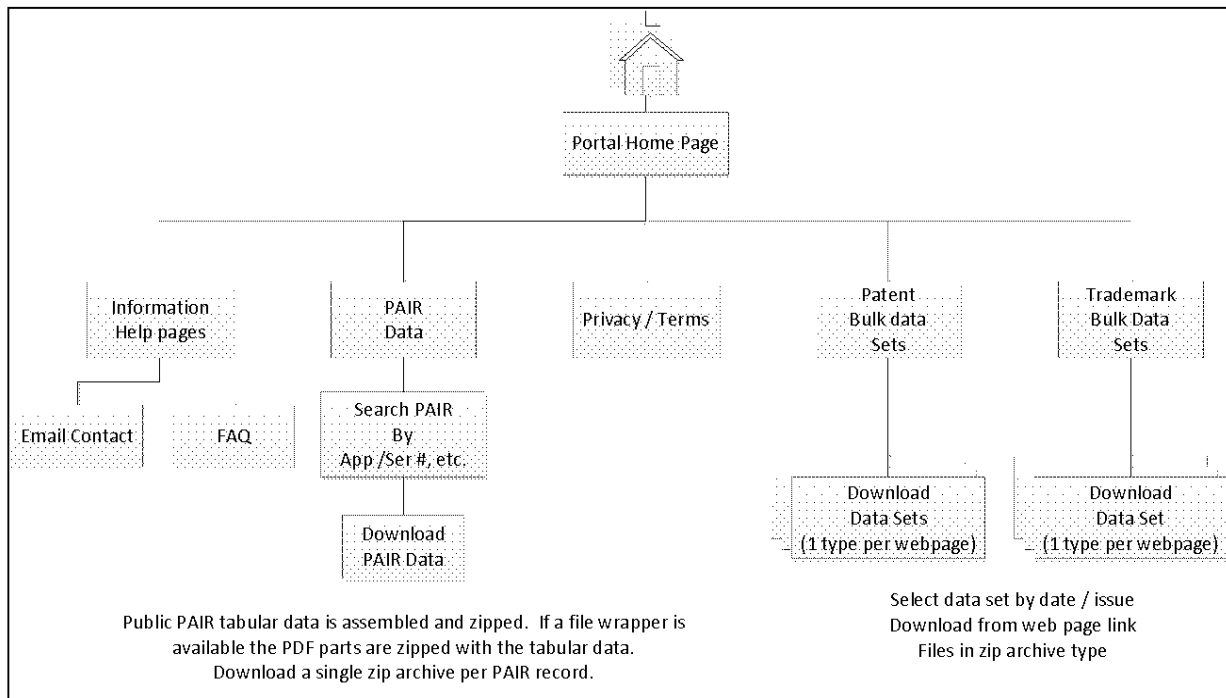 Portal Home Page
Information
Help pages
PAIR
Data
Privacy / Terms
Patent
Bulk data
Sets
Trademark
Bulk Data
Sets
Email Contact
FAQ
Search PAIR
By
App /Ser #, etc.
Download
PAIR Data
Download
Data Sets
(1 type per webpage)
Download
Data Set
(1 type per webpage)
Public PAIR tabular data is assembled and zipped.  If a file wrapper is
available the PDF parts are zipped with the tabular data.
Download a single zip archive per PAIR record.
Select data set by date / issue
Download from web page link
Files in zip archive type